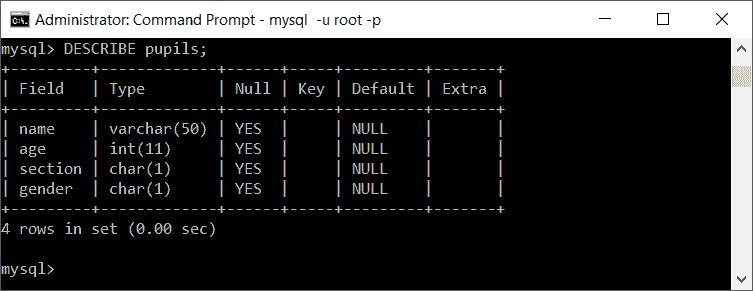 Administrator: Command Prompt - mysql  -u root -p
mysql> DESCRIBE pupils;
+---------+-------------+------+-----+---------+-------+
| Field   | Type        | Null | Key | Default | Extra |
+---------+-------------+------+-----+---------+-------+
| name    | varchar(50) | YES  |     | NULL    |       |
| age     | int(11)     | YES  |     | NULL    |       |
| section | char(1)     | YES  |     | NULL    |       |
| gender  | char(1)     | YES  |     | NULL    |       |
+---------+-------------+------+-----+---------+-------+
4 rows in set (0.00 sec)
mysql>